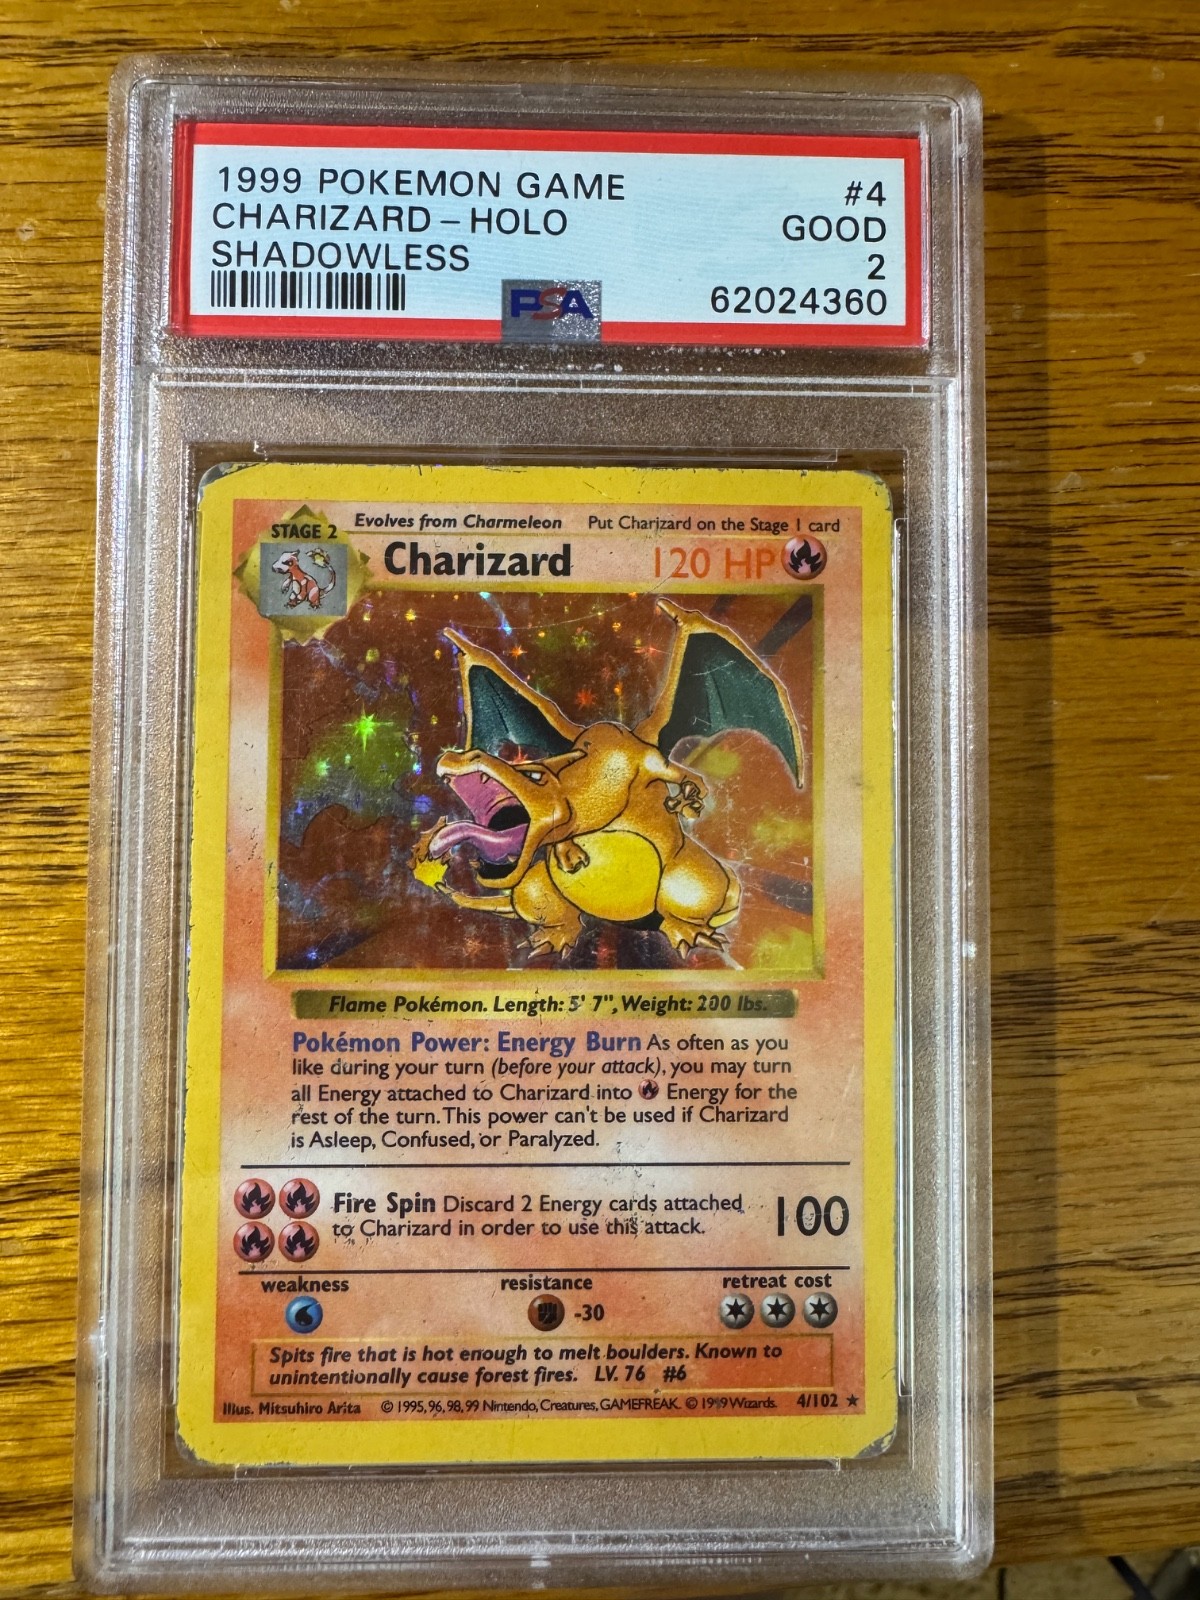 1999 POKEMON GAME #4
CHARIZARD-HOLO GOOD
SHADOWLESS 2
PSA 62024360
STAGE 2 Evolves from Charmeleon Put Charizard on the Stage 1 card
Charizard 120 HP
Flame Pokémon. Length: 5' 7", Weight: 200 lbs.
Pokémon Power: Energy Burn As often as you
like during your turn (before your attack), you may turn
all Energy attached to Charizard into Energy for the
rest of the turn. This power can't be used if Charizard
is Asleep, Confused, or Paralyzed.
Fire Spin Discard 2 Energy cards attached
to Charizard in order to use this attack. 100
weakness resistance retreat cost
-30
Spits fire that is hot enough to melt boulders. Known to
unintentionally cause forest fires. LV. 76 #6
Illus. Mitsuhiro Arita © 1995, 96, 98, 99 Nintendo, Creatures, GAMEFREAK. © 1999 Wizards. 4/102 ★